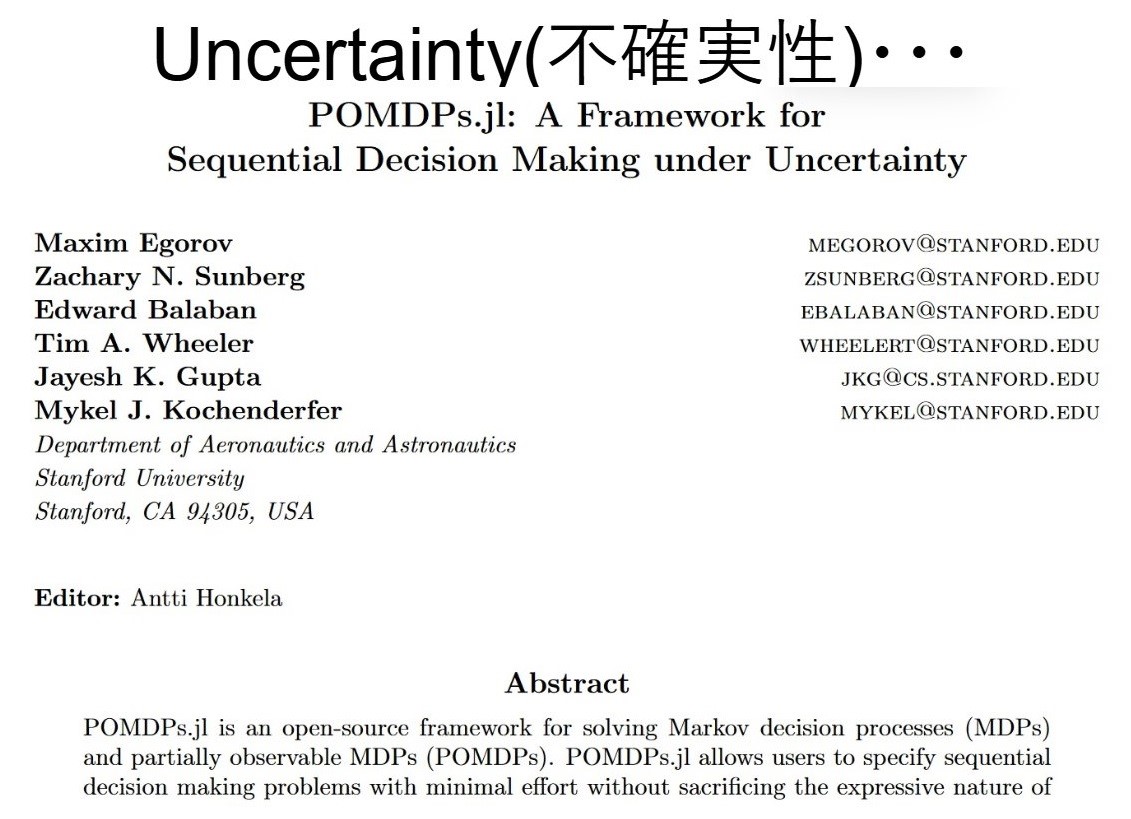 Uncertainty(不確実性)・・・
POMDPs.jl: A Framework for
Sequential Decision Making under Uncertainty
Maxim Egorov MEGOROV@STANFORD.EDU
Zachary N. Sunberg ZSUNBERG@STANFORD.EDU
Edward Balaban EBALABAN@STANFORD.EDU
Tim A. Wheeler WHEELERT@STANFORD.EDU
Jayesh K. Gupta JKG@CS.STANFORD.EDU
Mykel J. Kochenderfer MYKEL@STANFORD.EDU
Department of Aeronautics and Astronautics
Stanford University
Stanford, CA 94305, USA
Editor: Antti Honkela
Abstract
POMDPs.jl is an open-source framework for solving Markov decision processes (MDPs)
and partially observable MDPs (POMDPs). POMDPs.jl allows users to specify sequential
decision making problems with minimal effort without sacrificing the expressive nature of